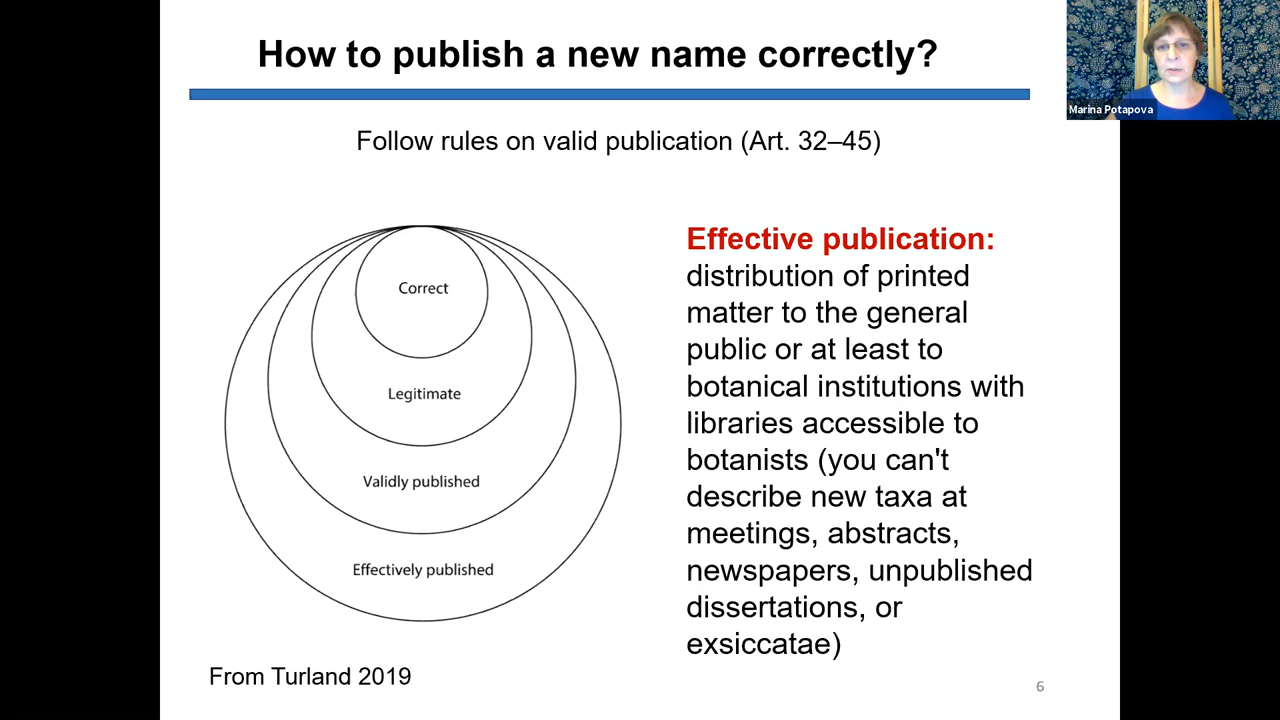 How to publish a new name correctly?
Marina Potapova
Follow rules on valid publication (Art. 32–45)
Correct
Legitimate
Validly published
Effectively published
From Turland 2019
Effective publication:
distribution of printed
matter to the general
public or at least to
botanical institutions with
libraries accessible to
botanists (you can't
describe new taxa at
meetings, abstracts,
newspapers, unpublished
dissertations, or
exsiccatae)
6